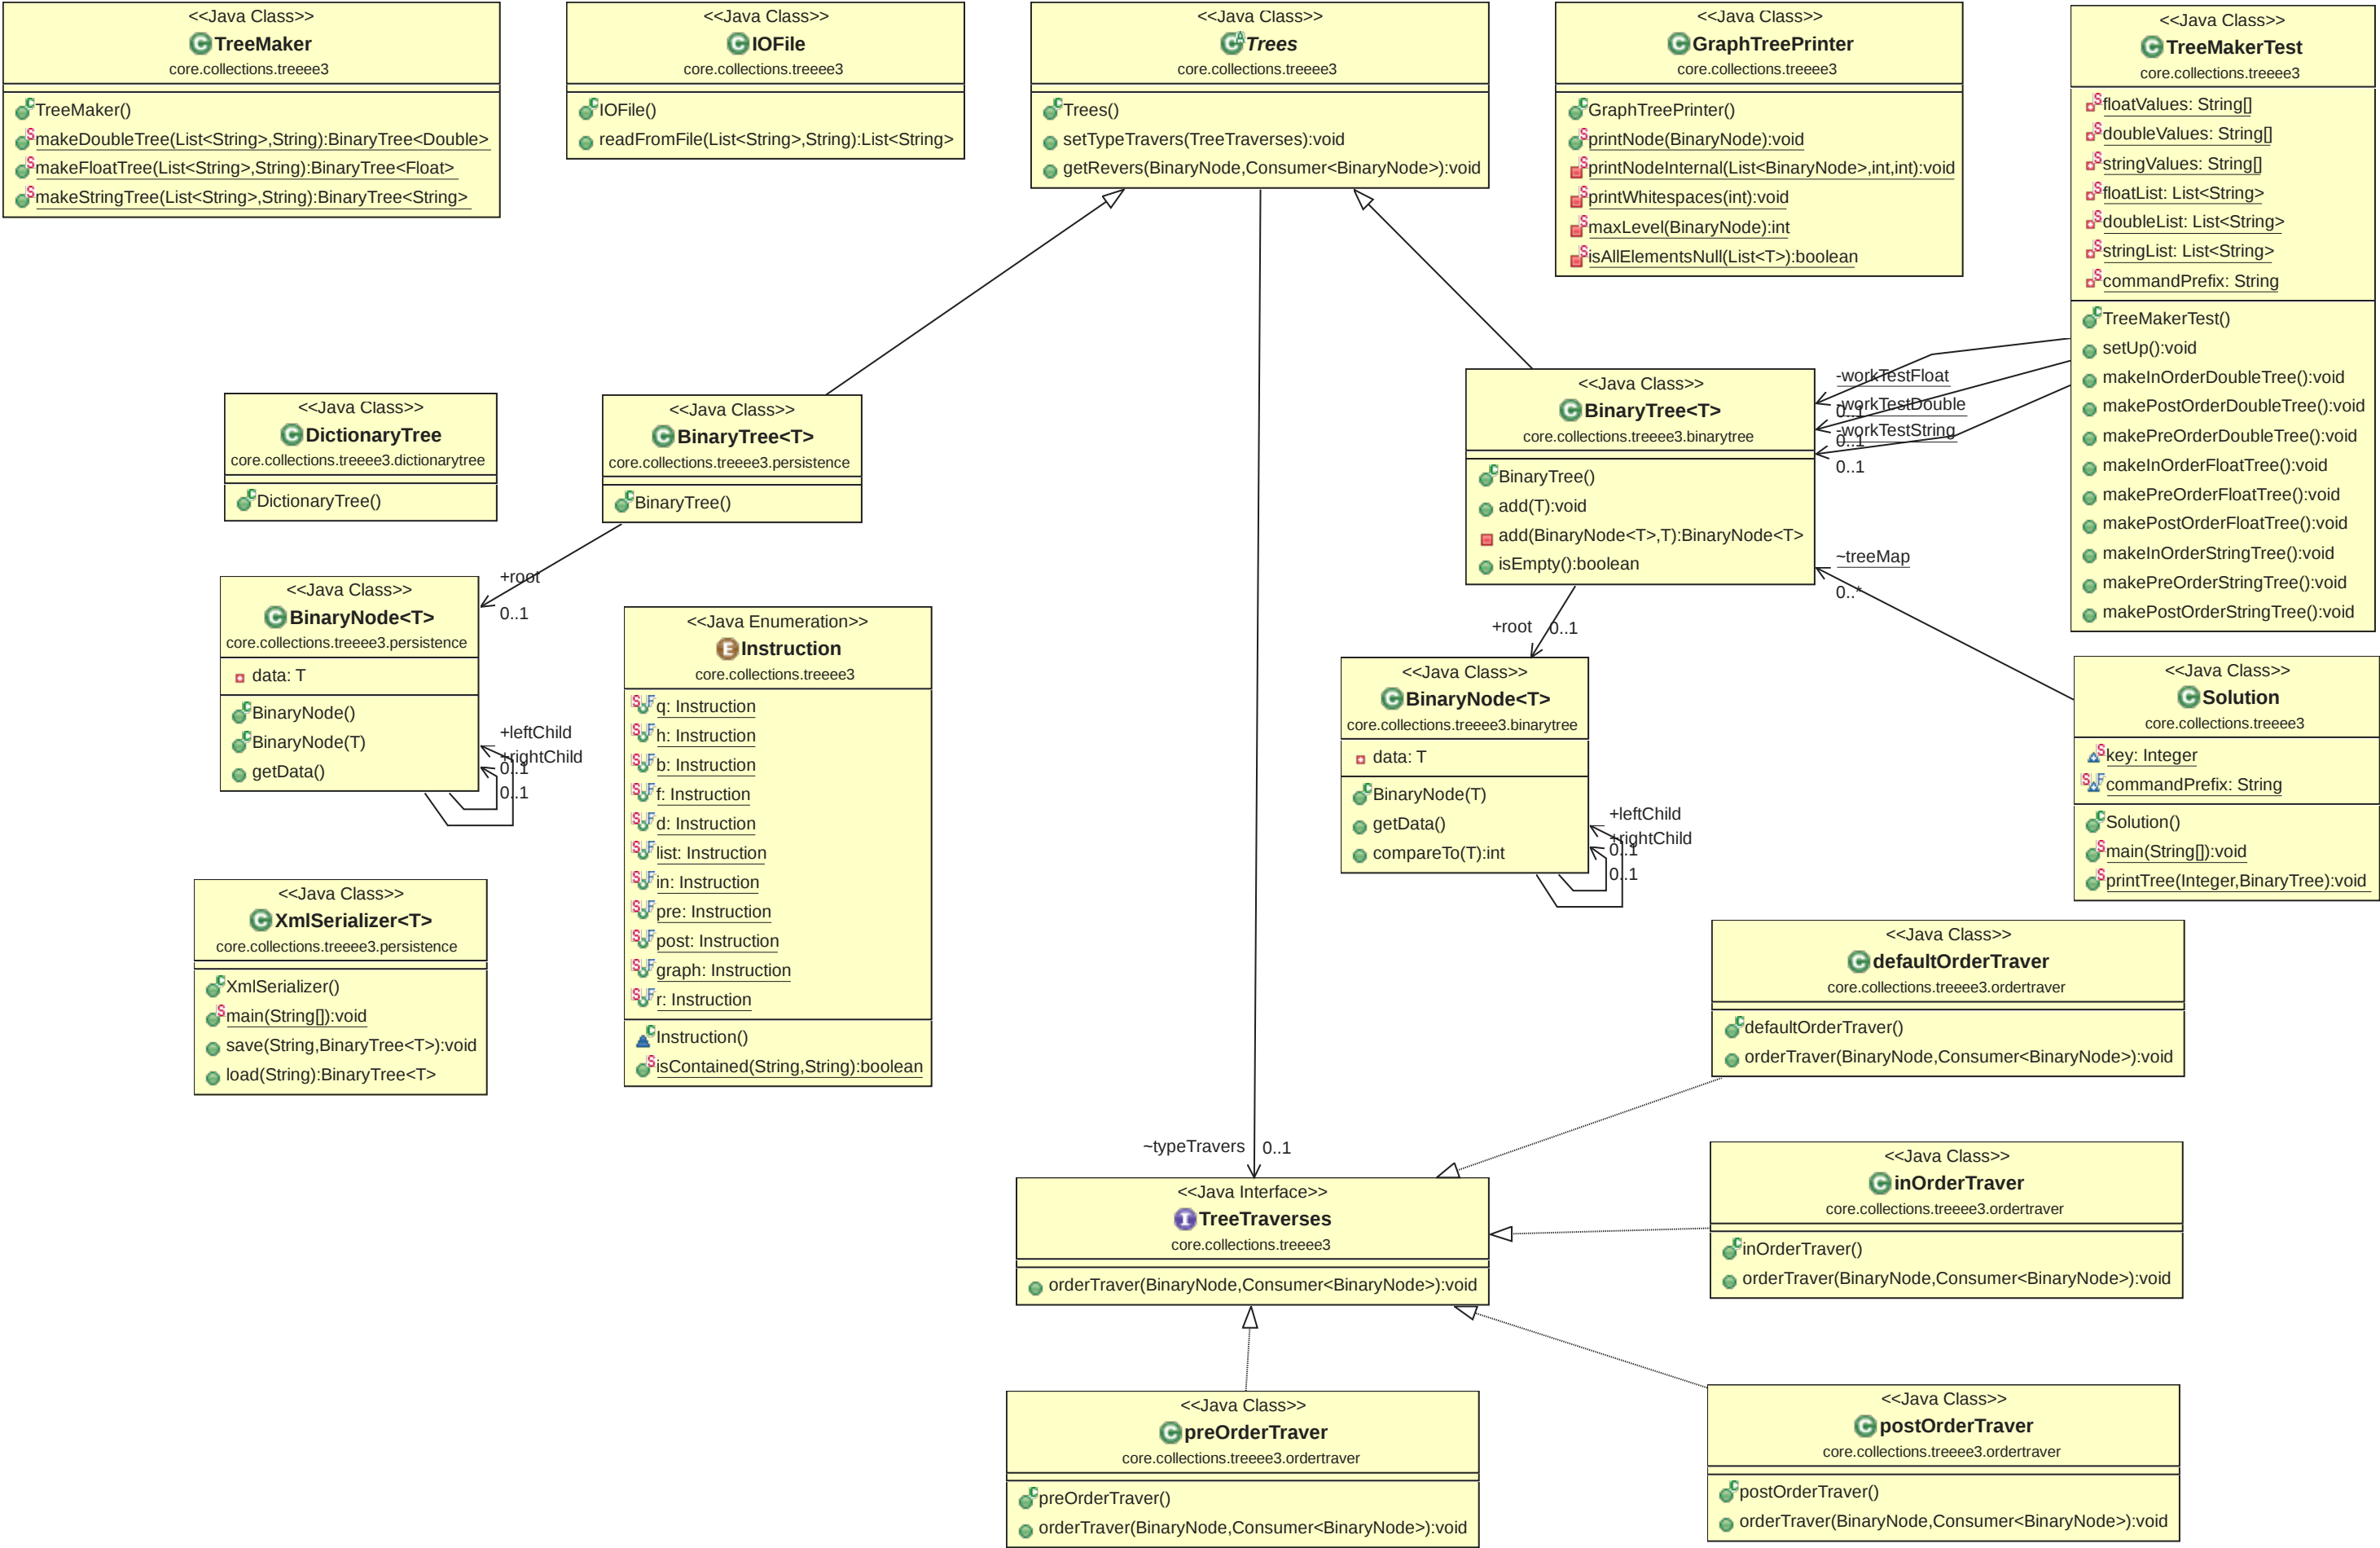 <<Java Class>>
TreeMaker
core.collections.treeee3
TreeMaker()
makeDoubleTree(List<String>,String):BinaryTree<Double>
makeFloatTree(List<String>,String):BinaryTree<Float>
makeStringTree(List<String>,String):BinaryTree<String>
<<Java Class>>
IOFile
core.collections.treeee3
IOFile()
readFromFile(List<String>,String):List<String>
<<Java Class>>
Trees
core.collections.treeee3
Trees()
setTypeTravers(TreeTraverses):void
getRevers(BinaryNode,Consumer<BinaryNode>):void
<<Java Class>>
GraphTreePrinter
core.collections.treeee3
GraphTreePrinter()
printNode(BinaryNode):void
printNodeInternal(List<BinaryNode>,int,int):void
printWhitespaces(int):void
maxLevel(BinaryNode):int
isAllElementsNull(List<T>):boolean
<<Java Class>>
TreeMakerTest
core.collections.treeee3
floatValues: String[]
doubleValues: String[]
stringValues: String[]
floatList: List<String>
doubleList: List<String>
stringList: List<String>
commandPrefix: String
TreeMakerTest()
setUp():void
makeInOrderDoubleTree():void
makePostOrderDoubleTree():void
makePreOrderDoubleTree():void
makeInOrderFloatTree():void
makePreOrderFloatTree():void
makePostOrderFloatTree():void
makeInOrderStringTree():void
makePreOrderStringTree():void
makePostOrderStringTree():void
-workTestFloat
0..1
-workTestDouble
0..1
-workTestString
0..1
<<Java Class>>
DictionaryTree
core.collections.treeee3.dictionarytree
DictionaryTree()
<<Java Class>>
BinaryTree<T>
core.collections.treeee3.persistence
BinaryTree()
<<Java Class>>
BinaryTree<T>
core.collections.treeee3.binarytree
BinaryTree()
add(T):void
add(BinaryNode<T>,T):BinaryNode<T>
isEmpty():boolean
~treeMap
0..*
+root
0..1
<<Java Class>>
BinaryNode<T>
core.collections.treeee3.persistence
data: T
BinaryNode()
BinaryNode(T)
getData()
+leftChild
+rightChild
0..1
0..1
<<Java Enumeration>>
Instruction
core.collections.treeee3
q: Instruction
h: Instruction
b: Instruction
f: Instruction
d: Instruction
list: Instruction
in: Instruction
pre: Instruction
post: Instruction
graph: Instruction
r: Instruction
Instruction()
isContained(String,String):boolean
+root
0..1
<<Java Class>>
BinaryNode<T>
core.collections.treeee3.binarytree
data: T
BinaryNode(T)
getData()
compareTo(T):int
+leftChild
+rightChild
0..1
0..1
<<Java Class>>
Solution
core.collections.treeee3
key: Integer
commandPrefix: String
Solution()
main(String[]):void
printTree(Integer,BinaryTree):void
<<Java Class>>
XmlSerializer<T>
core.collections.treeee3.persistence
XmlSerializer()
main(String[]):void
save(String,BinaryTree<T>):void
load(String):BinaryTree<T>
<<Java Class>>
defaultOrderTraver
core.collections.treeee3.ordertraver
defaultOrderTraver()
orderTraver(BinaryNode,Consumer<BinaryNode>):void
~typeTravers
0..1
<<Java Interface>>
TreeTraverses
core.collections.treeee3
orderTraver(BinaryNode,Consumer<BinaryNode>):void
<<Java Class>>
inOrderTraver
core.collections.treeee3.ordertraver
inOrderTraver()
orderTraver(BinaryNode,Consumer<BinaryNode>):void
<<Java Class>>
preOrderTraver
core.collections.treeee3.ordertraver
preOrderTraver()
orderTraver(BinaryNode,Consumer<BinaryNode>):void
<<Java Class>>
postOrderTraver
core.collections.treeee3.ordertraver
postOrderTraver()
orderTraver(BinaryNode,Consumer<BinaryNode>):void